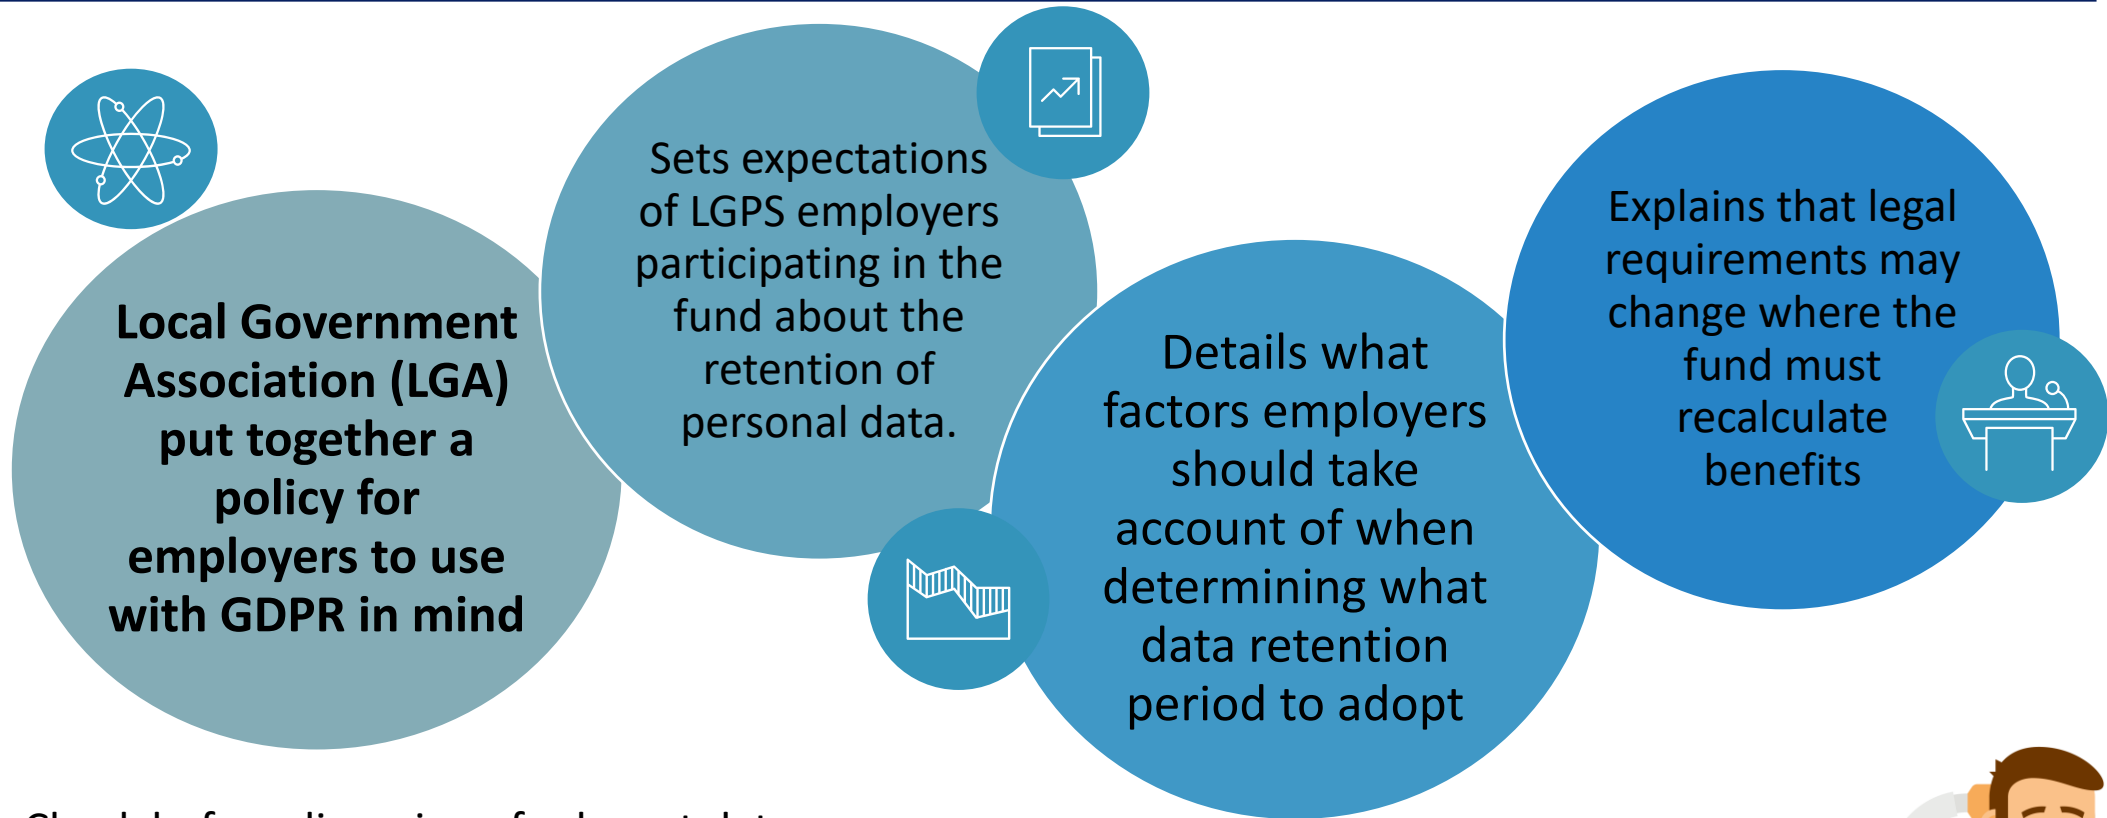 Local Government
Association (LGA)
put together a
policy for
employers to use
with GDPR in mind
Sets expectations
of LGPS employers
participating in the
fund about the
retention of
personal data.
Details what
factors employers
should take
account of when
determining what
data retention
period to adopt
Explains that legal
requirements may
change where the
fund must
recalculate
benefits